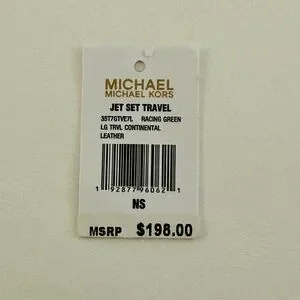 MICHAEL
MICHAEL KORS
JET SET TRAVEL
35T7GTVE7L RACING GREEN
LG TRVL CONTINENTAL
LEATHER
1 92877 96062 1
NS
MSRP $198.00